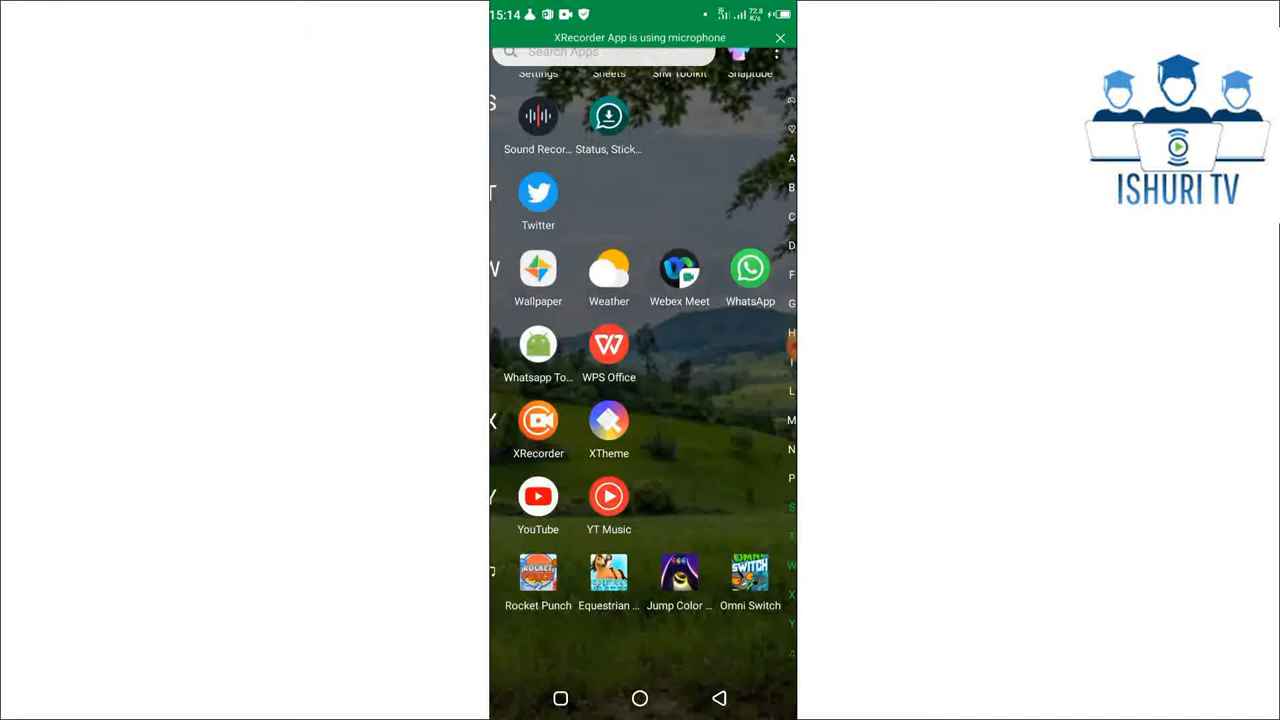 15:14 72.8 K/s
XRecorder App is using microphone
Search Apps
Settings Sheets SIM Toolkit Snaptube
S
Sound Recor... Status, Stick...
T
Twitter
W
Wallpaper Weather Webex Meet WhatsApp
Whatsapp To... WPS Office
X
XRecorder XTheme
Y
YouTube YT Music
Rocket Punch Equestrian ... Jump Color ... Omni Switch
A
B
C
D
F
G
H
I
L
M
N
P
S
T
W
X
Y
ISHURI TV